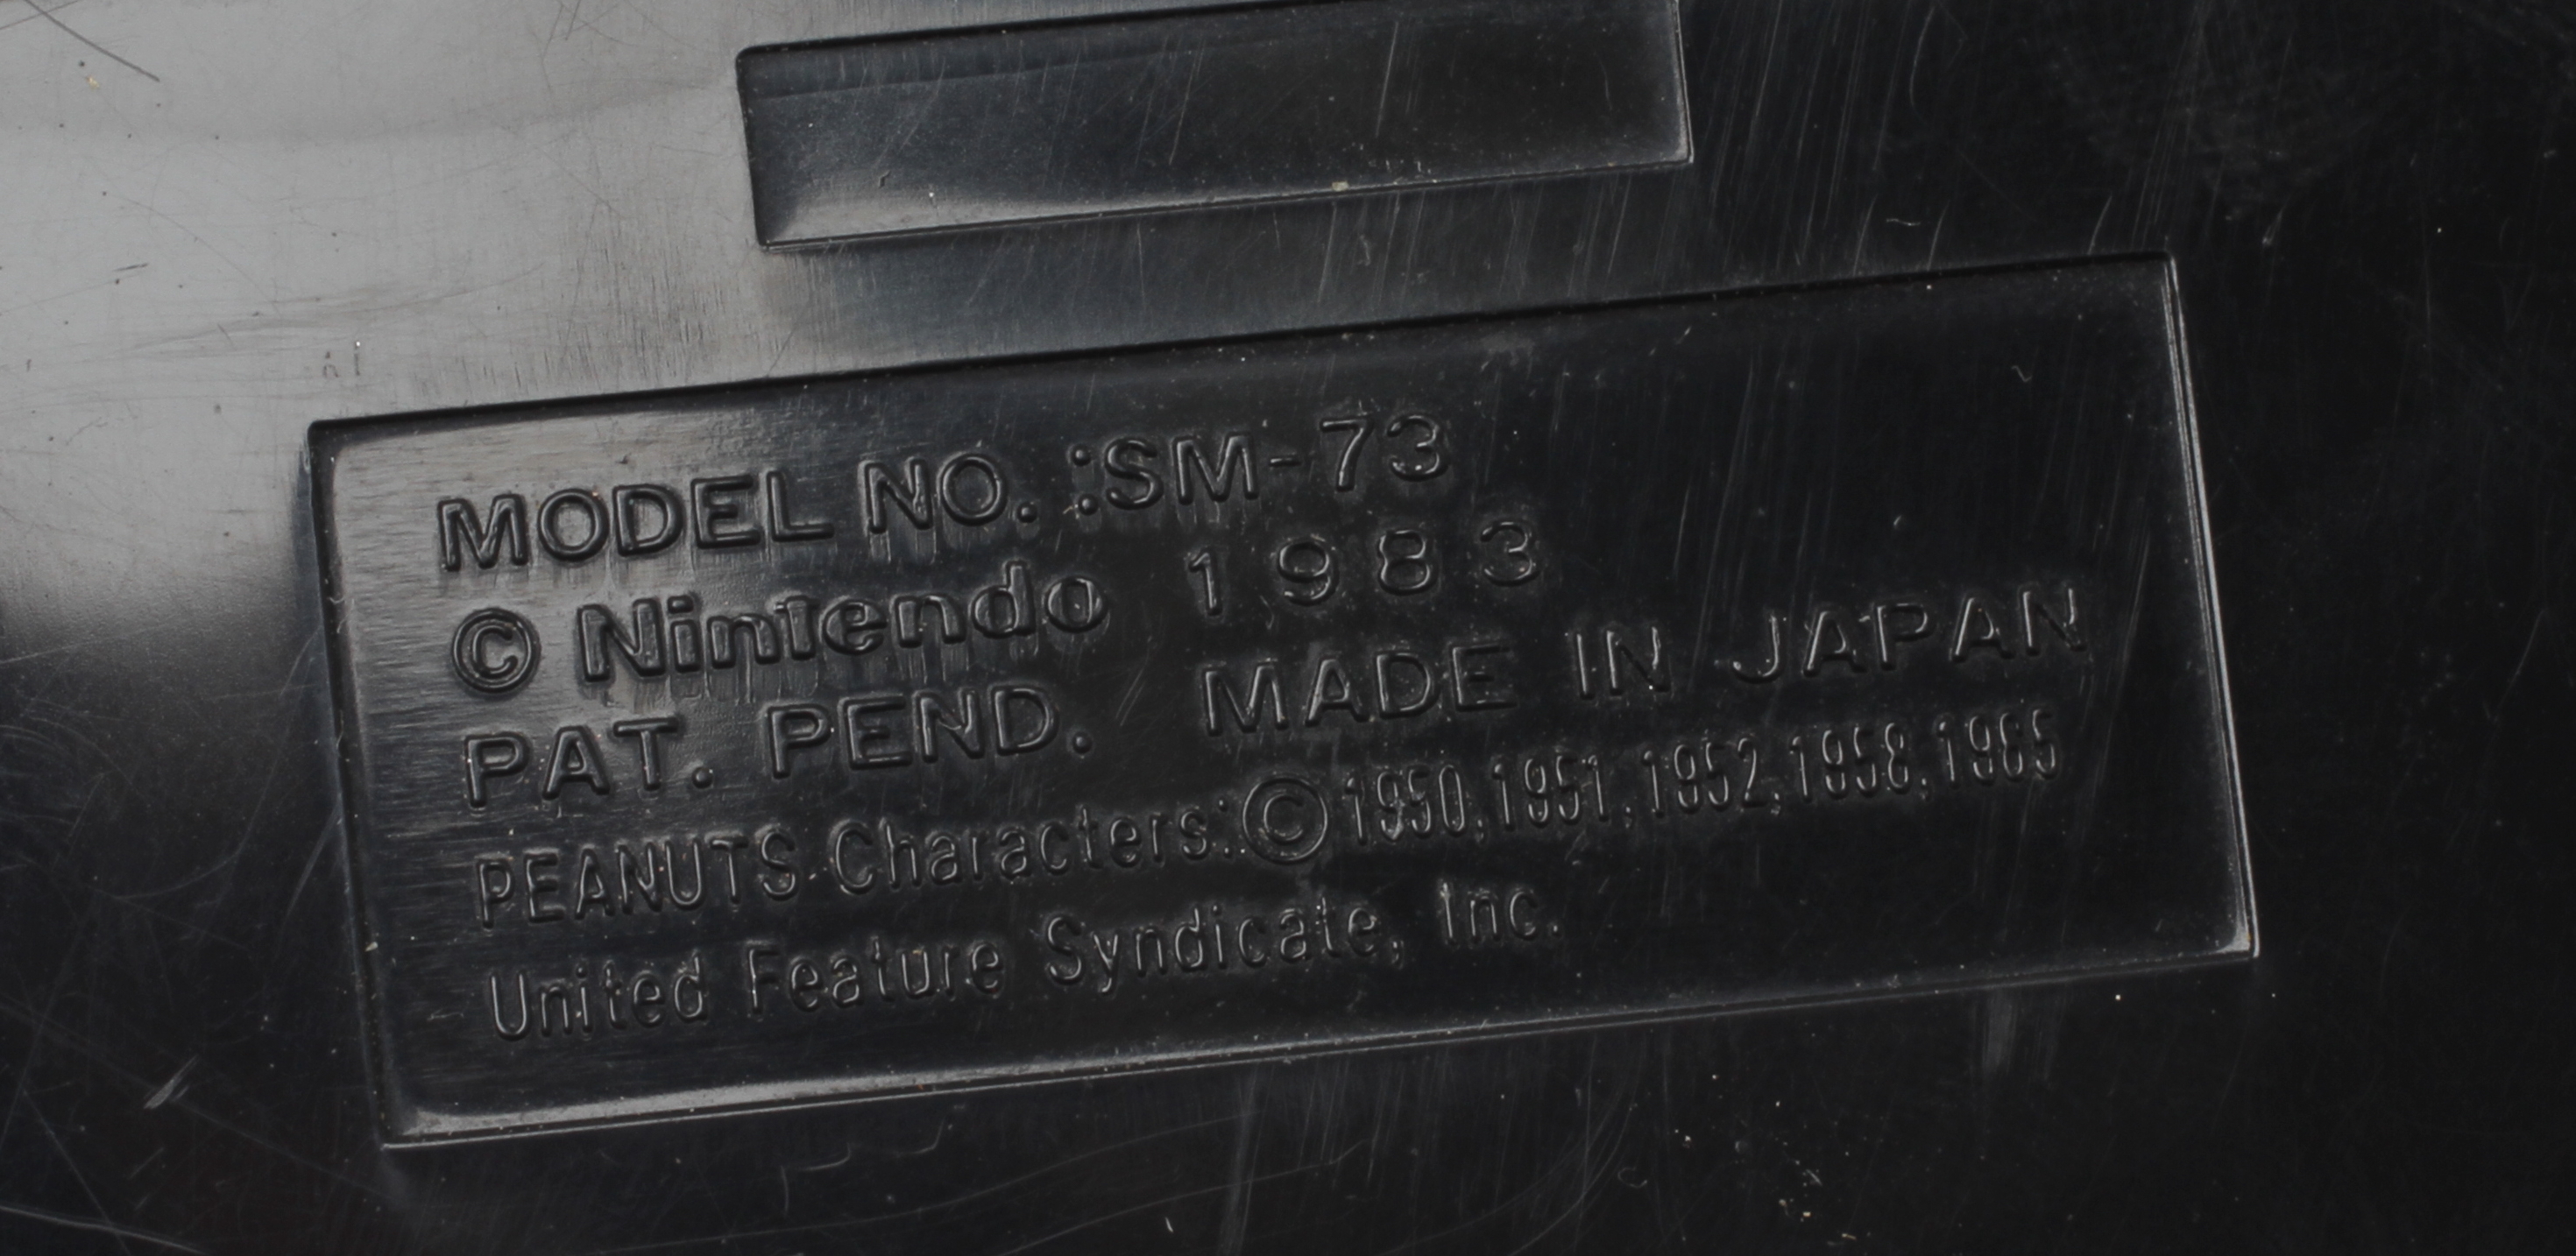 MODEL NO. :SM-73
© Nintendo 1983
PAT. PEND. MADE IN JAPAN
PEANUTS Characters:©1950,1951,1952,1958,1965
United Feature Syndicate, Inc.